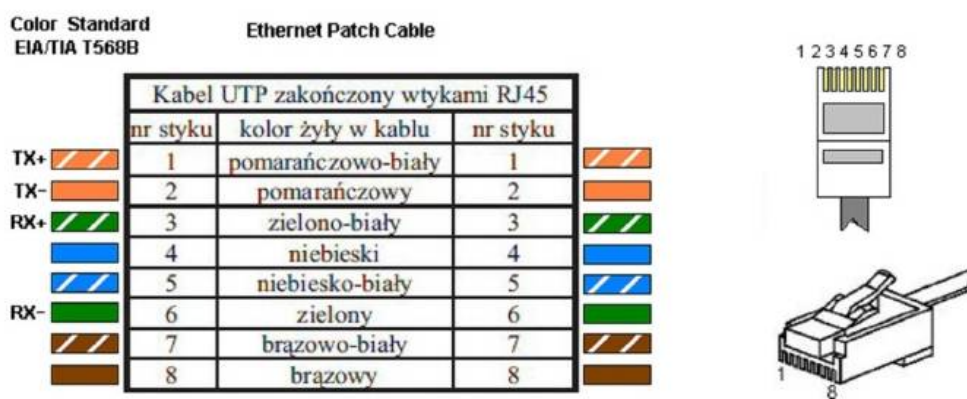 Color Standard
EIA/TIA T568B
Ethernet Patch Cable
Kabel UTP zakończony wtykami RJ45
nr styku kolor żyły w kablu nr styku
TX+ 1 pomarańczowo-biały 1
TX- 2 pomarańczowy 2
RX+ 3 zielono-biały 3
4 niebieski 4
5 niebiesko-biały 5
RX- 6 zielony 6
7 brązowo-biały 7
8 brązowy 8
1 2 3 4 5 6 7 8
1
8